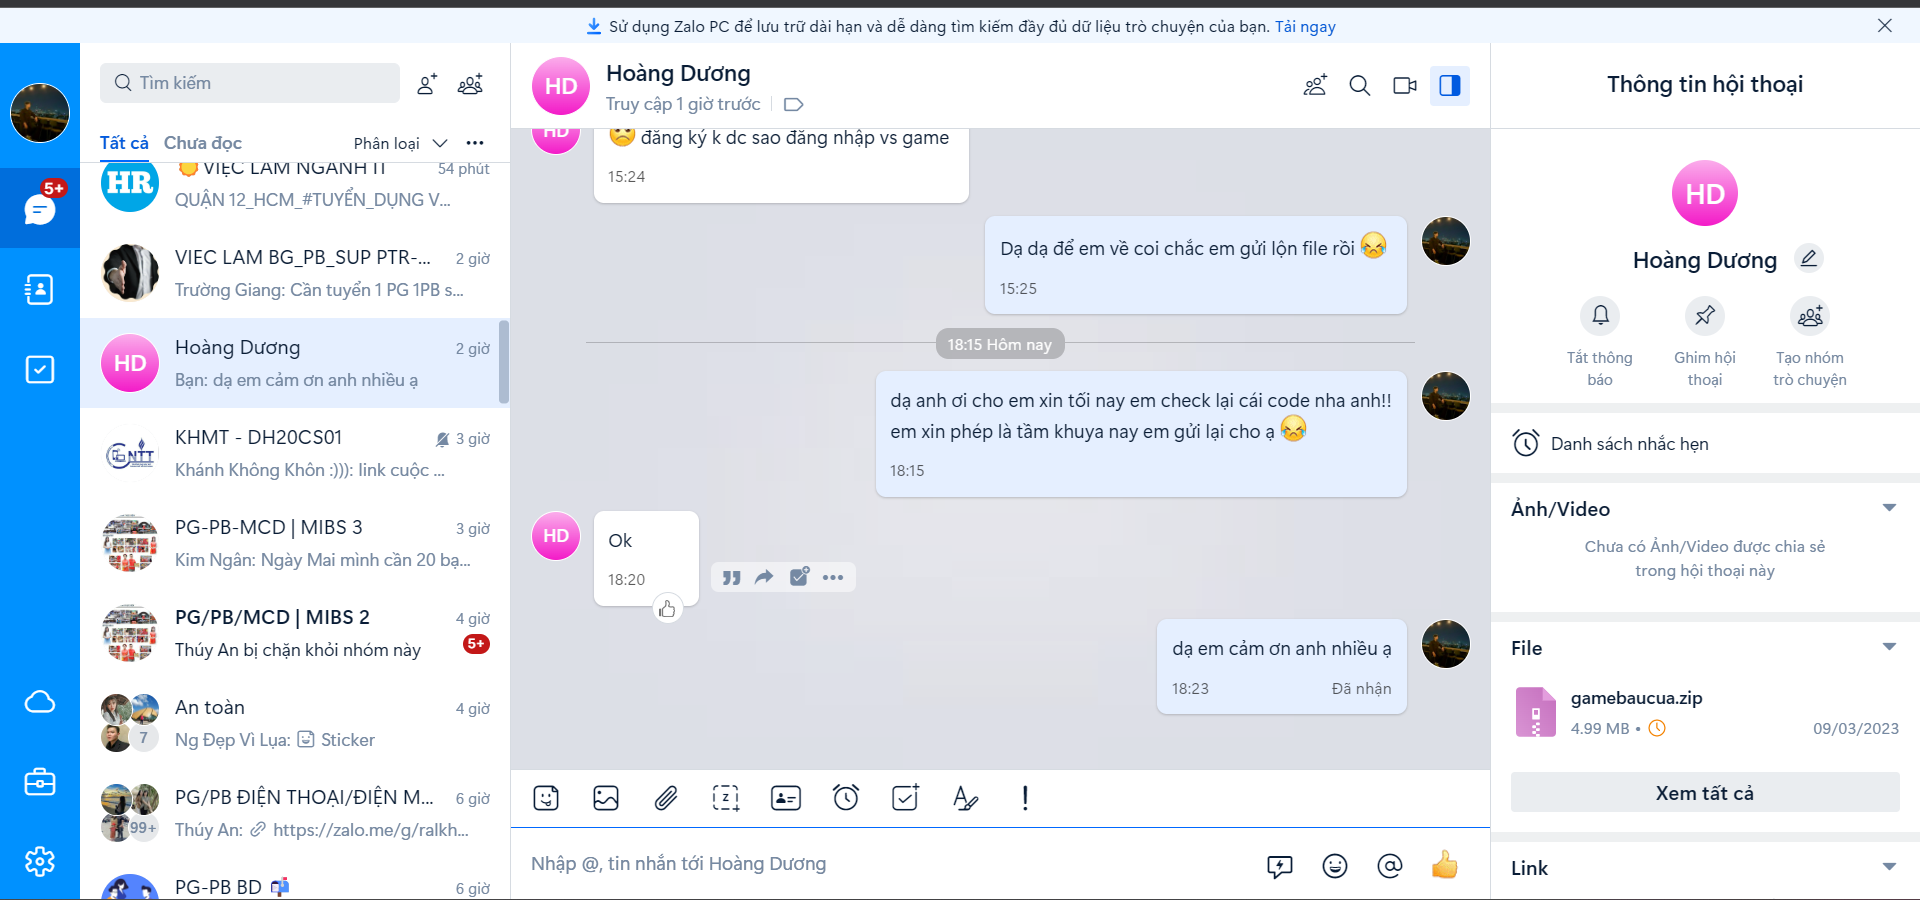 Sử dụng Zalo PC để lưu trữ dài hạn và dễ dàng tìm kiếm đầy đủ dữ liệu trò chuyện của bạn. Tải ngay
5+
Tìm kiếm
Tất cả
Chưa đọc
Phân loại
HR
VIỆC LÀM NGÀNH IT
54 phút
QUẬN 12_HCM_#TUYỂN_DỤNG V...
VIEC LAM BG_PB_SUP PTR-...
2 giờ
Trường Giang: Cần tuyển 1 PG 1PB s...
HD
Hoàng Dương
2 giờ
Bạn: dạ em cảm ơn anh nhiều ạ
NTT
KHMT - DH20CS01
3 giờ
Khánh Không Khôn :))): link cuộc ...
PG-PB-MCD | MIBS 3
3 giờ
Kim Ngân: Ngày Mai mình cần 20 bạ...
PG/PB/MCD | MIBS 2
4 giờ
Thúy An bị chặn khỏi nhóm này
5+
An toàn
4 giờ
7
Ng Đẹp Vì Lụa: Sticker
PG/PB ĐIỆN THOẠI/ĐIỆN M...
6 giờ
99+
Thúy An: https://zalo.me/g/ralkh...
PG-PB BD
6 giờ
HD
Hoàng Dương
Truy cập 1 giờ trước
HD
đăng ký k dc sao đăng nhập vs game
15:24
Dạ dạ để em về coi chắc em gửi lộn file rồi
15:25
18:15 Hôm nay
dạ anh ơi cho em xin tối nay em check lại cái code nha anh!!
em xin phép là tầm khuya nay em gửi lại cho ạ
18:15
HD
Ok
18:20
dạ em cảm ơn anh nhiều ạ
18:23
Đã nhận
Nhập @, tin nhắn tới Hoàng Dương
Thông tin hội thoại
HD
Hoàng Dương
Tắt thông
báo
Ghim hội
thoại
Tạo nhóm
trò chuyện
Danh sách nhắc hẹn
Ảnh/Video
Chưa có Ảnh/Video được chia sẻ
trong hội thoại này
File
gamebaucua.zip
4.99 MB •
09/03/2023
Xem tất cả
Link